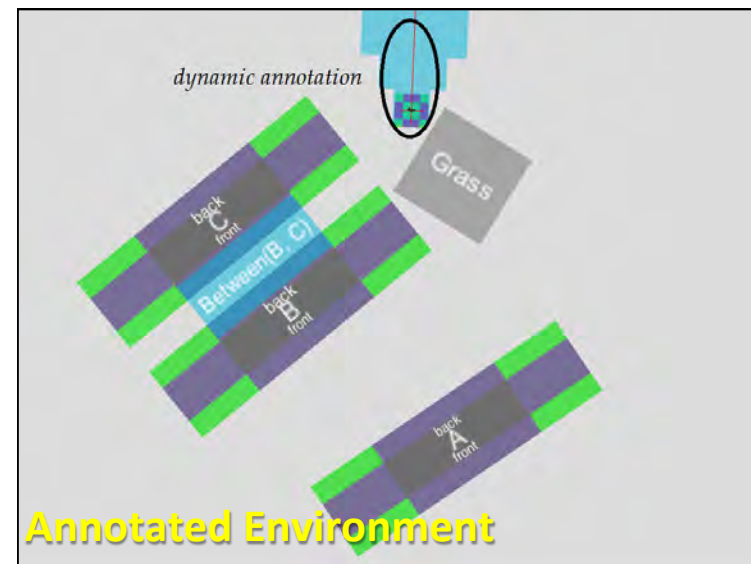 dynamic annotation
Grass
back
C
front
Between(B, C)
back
B
front
back
A
front
Annotated Environment